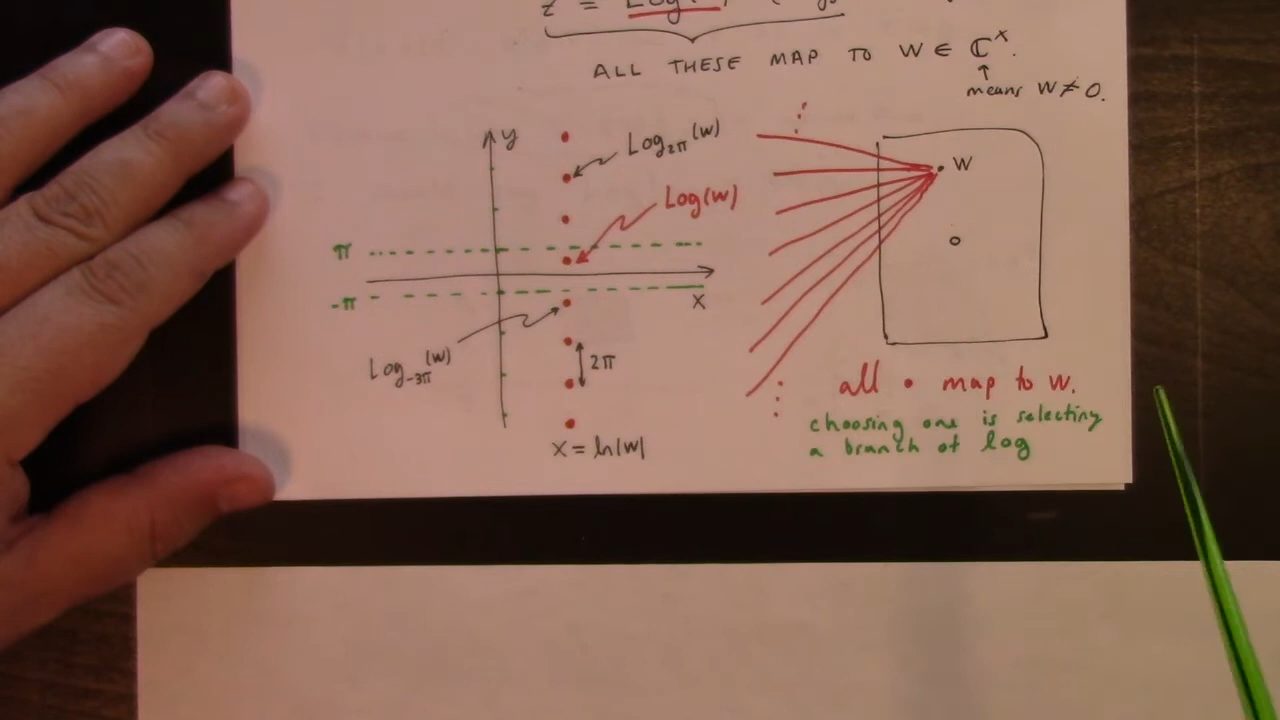 z = Log
ALL THESE MAP TO W ∈ ℂ^x.
↑
means W ≠ 0.
y
Log_2π (W)
W
Log(W)
π
-π
x
Log_-3π (W)
2π
all • map to W.
choosing one is selecting
a branch of log
x = ln|W|